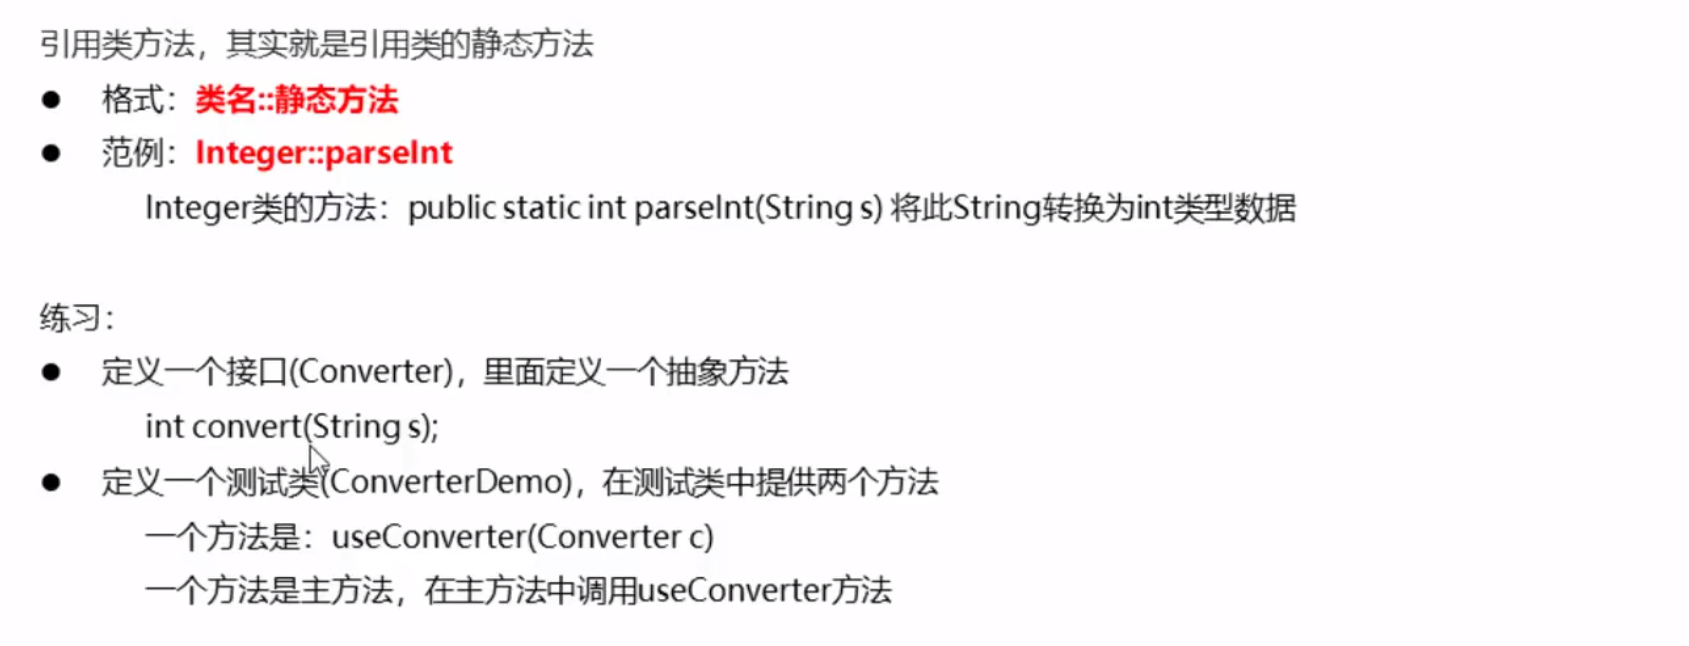 引用类方法，其实就是引用类的静态方法
● 格式：类名::静态方法
● 范例：Integer::parseInt
Integer类的方法：public static int parseInt(String s) 将此String转换为int类型数据
练习：
● 定义一个接口(Converter)，里面定义一个抽象方法
int convert(String s);
● 定义一个测试类(ConverterDemo)，在测试类中提供两个方法
一个方法是：useConverter(Converter c)
一个方法是主方法，在主方法中调用useConverter方法